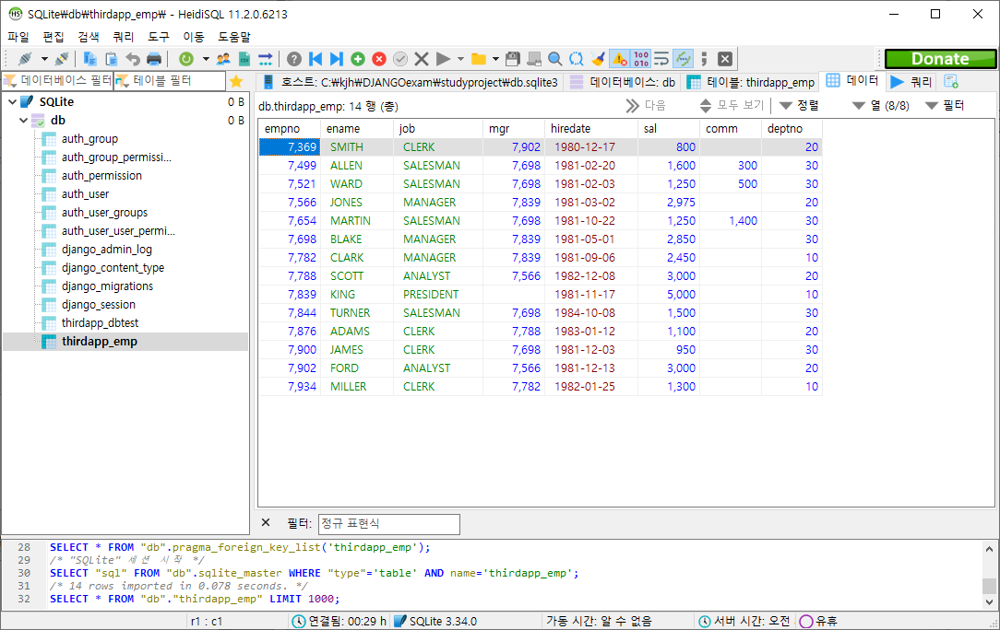 SQLite₩db₩thirdapp_emp₩ - HeidiSQL 11.2.0.6213
파일 편집 검색 쿼리 도구 이동 도움말
Donate
데이터베이스 필터 테이블 필터 호스트: C:₩kjh₩DJANGOexam₩studyproject₩db.sqlite3 데이터베이스: db 테이블: thirdapp_emp 데이터 쿼리
SQLite 0 B
db 0 B
auth_group
auth_group_permissi...
auth_permission
auth_user
auth_user_groups
auth_user_user_permi...
django_admin_log
django_content_type
django_migrations
django_session
thirdapp_dbtest
thirdapp_emp
db.thirdapp_emp: 14 행 (총) 다음 모두 보기 정렬 열 (8/8) 필터
empno ename job mgr hiredate sal comm deptno
7,369 SMITH CLERK 7,902 1980-12-17 800 20
7,499 ALLEN SALESMAN 7,698 1981-02-20 1,600 300 30
7,521 WARD SALESMAN 7,698 1981-02-03 1,250 500 30
7,566 JONES MANAGER 7,839 1981-03-02 2,975 20
7,654 MARTIN SALESMAN 7,698 1981-10-22 1,250 1,400 30
7,698 BLAKE MANAGER 7,839 1981-05-01 2,850 30
7,782 CLARK MANAGER 7,839 1981-09-06 2,450 10
7,788 SCOTT ANALYST 7,566 1982-12-08 3,000 20
7,839 KING PRESIDENT 1981-11-17 5,000 10
7,844 TURNER SALESMAN 7,698 1984-10-08 1,500 30
7,876 ADAMS CLERK 7,788 1983-01-12 1,100 20
7,900 JAMES CLERK 7,698 1981-12-03 950 30
7,902 FORD ANALYST 7,566 1981-12-13 3,000 20
7,934 MILLER CLERK 7,782 1982-01-25 1,300 10
필터: 정규 표현식
28 SELECT * FROM "db".pragma_foreign_key_list('thirdapp_emp');
29 /* "SQLite" 세션 시작 */
30 SELECT "sql" FROM "db".sqlite_master WHERE "type"='table' AND name='thirdapp_emp';
31 /* 14 rows imported in 0.078 seconds. */
32 SELECT * FROM "db"."thirdapp_emp" LIMIT 1000;
r1 : c1 연결됨: 00:29 h SQLite 3.34.0 가동 시간: 알 수 없음 서버 시간: 오전 유휴